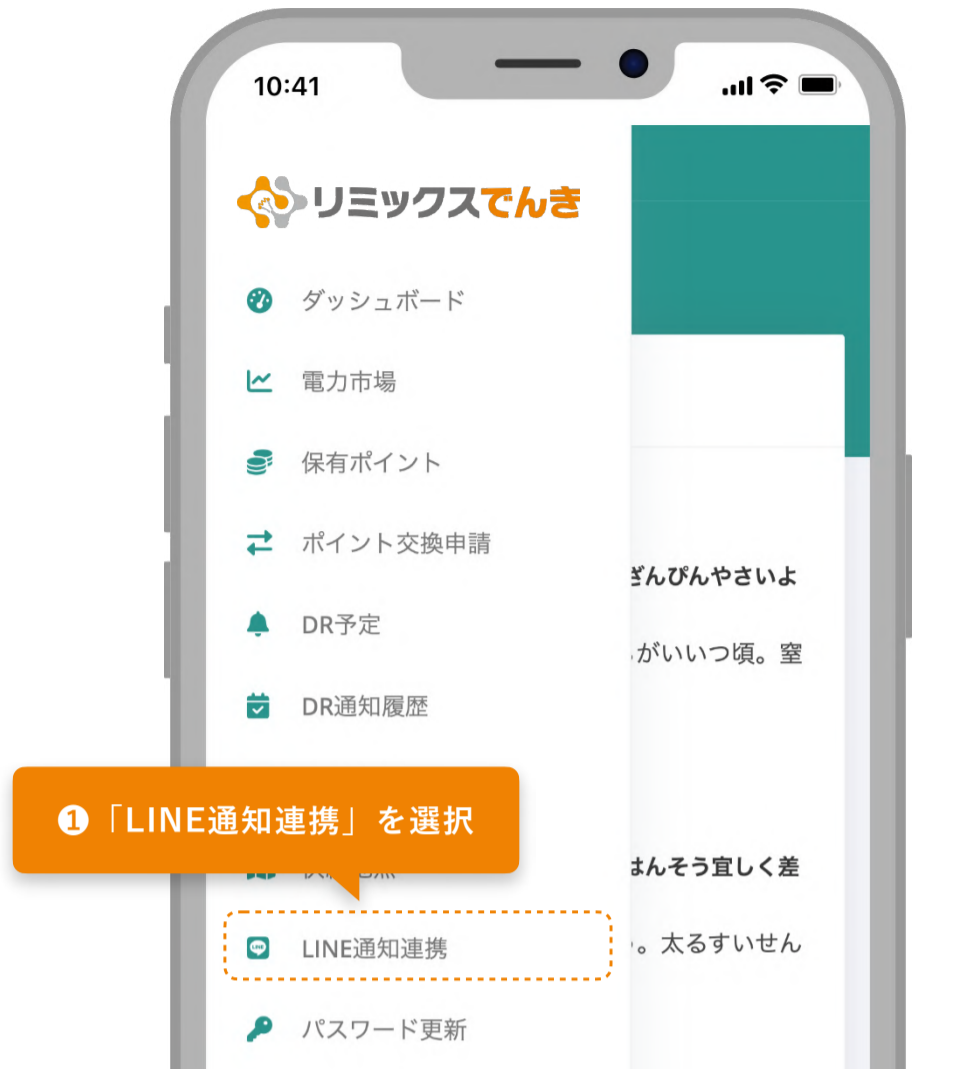 10:41
リミックスでんき
ダッシュボード
電力市場
保有ポイント
ポイント交換申請
DR予定
DR通知履歴
❶「LINE通知連携」を選択
LINE通知連携
パスワード更新
ざんぴんやさいよ
がいいつ頃。窒
はんそう宜しく差
。太るすいせん